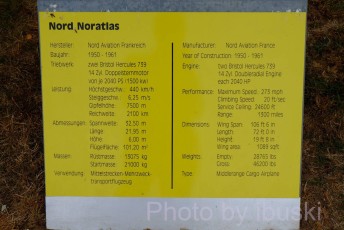 Nord Noratlas
Hersteller: Nord Aviation Frankreich
Baujahr: 1950 - 1961
Triebwerk: zwei Bristol Hercules 739
14 Zyl. Doppelsternmotor
von je 2040 PS (1500 kw)
Leistung: Höchstgeschw. 440 km/h
Steiggeschw. 6,25 m/s
Gipfelhöhe: 7500 m
Reichweite: 2100 km
Abmessungen: Spannweite: 32,50 m
Länge: 21,95 m
Höhe: 6,00 m
Flügelfläche: 101,20 m²
Massen: Rüstmasse: 13075 kg
Startmasse: 21000 kg
Verwendung: Mittelstrecken Mehrzweck-
transportflugzeug
Manufacturer: Nord Aviation France
Year of Construction: 1950 - 1961
Engine: two Bristol Hercules 739
14 Zyl. Doubleradial Engine
each 2040 HP
Performance: Maximum Speed: 273 mph
Climbing Speed: 20 ft/sec
Service Ceiling: 24600 ft
Range: 1300 miles
Dimensions: Wing Span 106 ft 6 in
Length 72 ft 0 in
Height 19 ft 8 in
Wing area 1089 sqft
Weights: Empty: 28765 lbs
Gross: 46200 lbs
Type: Middlerange Cargo Airplane
Photo by louski